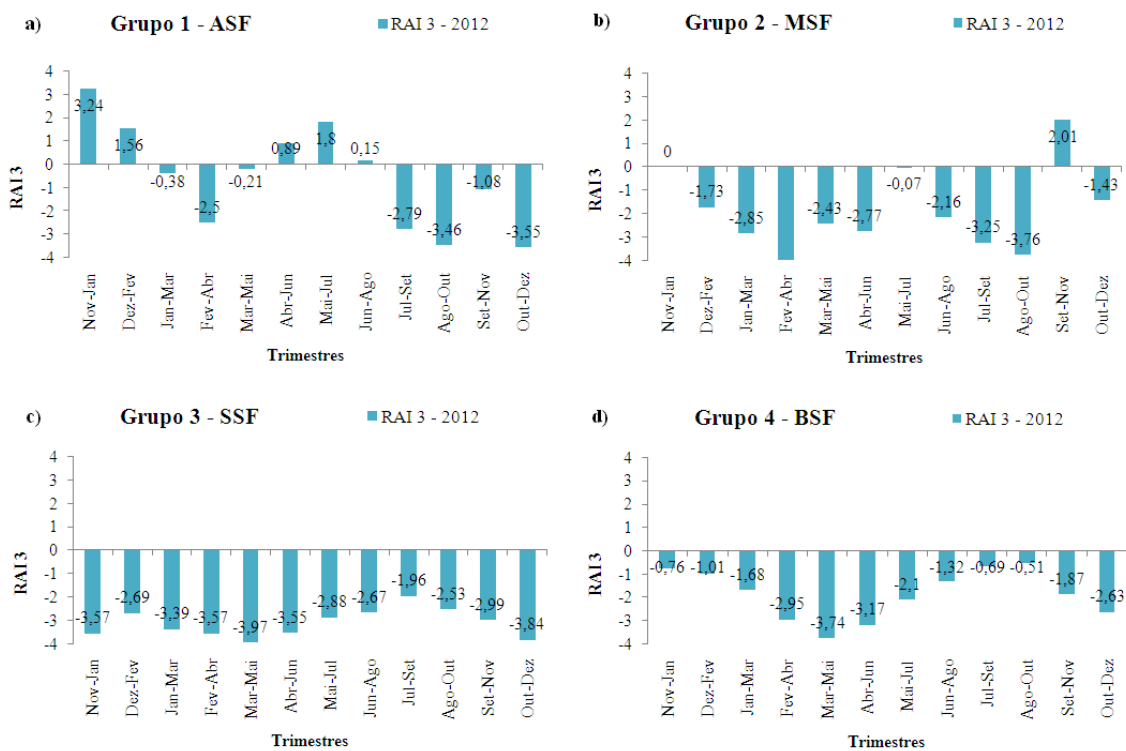 a) Grupo 1 - ASF RAI 3 - 2012
RAI3
4
3
2
1
0
-1
-2
-3
-4
3,24 1,56 -0,38 -2,5 -0,21 0,89 1,8 0,15 -2,79 -3,46 -1,08 -3,55
Nov-Jan Dez-Fev Jan-Mar Fev-Abr Mar-Mai Abr-Jun Mai-Jul Jun-Ago Jul-Set Ago-Out Set-Nov Out-Dez
Trimestres
b) Grupo 2 - MSF RAI 3 - 2012
RAI3
4
3
2
1
0
-1
-2
-3
-4
0 -1,73 -2,85 -2,43 -2,77 -0,07 -2,16 -3,25 -3,76 2,01 -1,43
Nov-Jan Dez-Fev Jan-Mar Fev-Abr Mar-Mai Abr-Jun Mai-Jul Jun-Ago Jul-Set Ago-Out Set-Nov Out-Dez
Trimestres
c) Grupo 3 - SSF RAI 3 - 2012
RAI3
4
3
2
1
0
-1
-2
-3
-4
-3,57 -2,69 -3,39 -3,57 -3,97 -3,55 -2,88 -2,67 -1,96 -2,53 -2,99 -3,84
Nov-Jan Dez-Fev Jan-Mar Fev-Abr Mar-Mai Abr-Jun Mai-Jul Jun-Ago Jul-Set Ago-Out Set-Nov Out-Dez
Trimestres
d) Grupo 4 - BSF RAI 3 - 2012
RAI3
4
3
2
1
0
-1
-2
-3
-4
-0,76 -1,01 -1,68 -2,95 -3,74 -3,17 -2,1 -1,32 -0,69 -0,51 -1,87 -2,63
Nov-Jan Dez-Fev Jan-Mar Fev-Abr Mar-Mai Abr-Jun Mai-Jul Jun-Ago Jul-Set Ago-Out Set-Nov Out-Dez
Trimestres